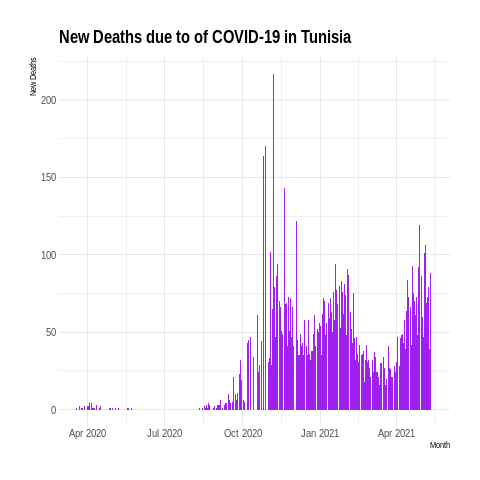 New Deaths due to of COVID-19 in Tunisia
New Deaths
200
150
100
50
0
Apr 2020
Jul 2020
Oct 2020
Jan 2021
Apr 2021
Month